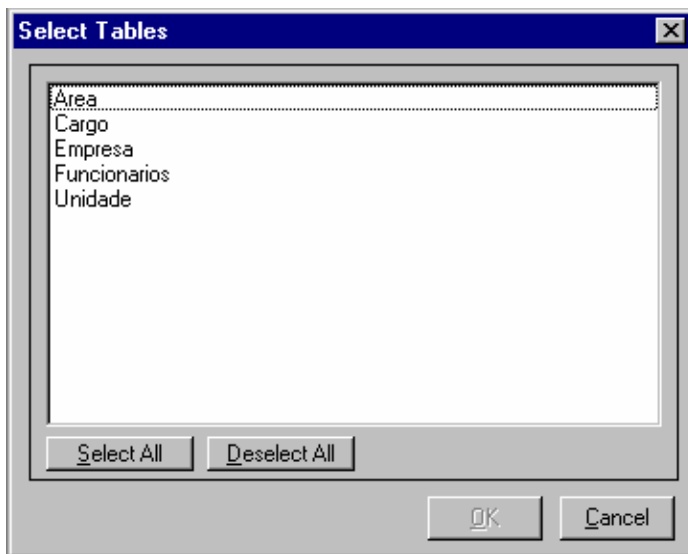 Select Tables
Area
Cargo
Empresa
Funcionarios
Unidade
Select All Deselect All
OK Cancel